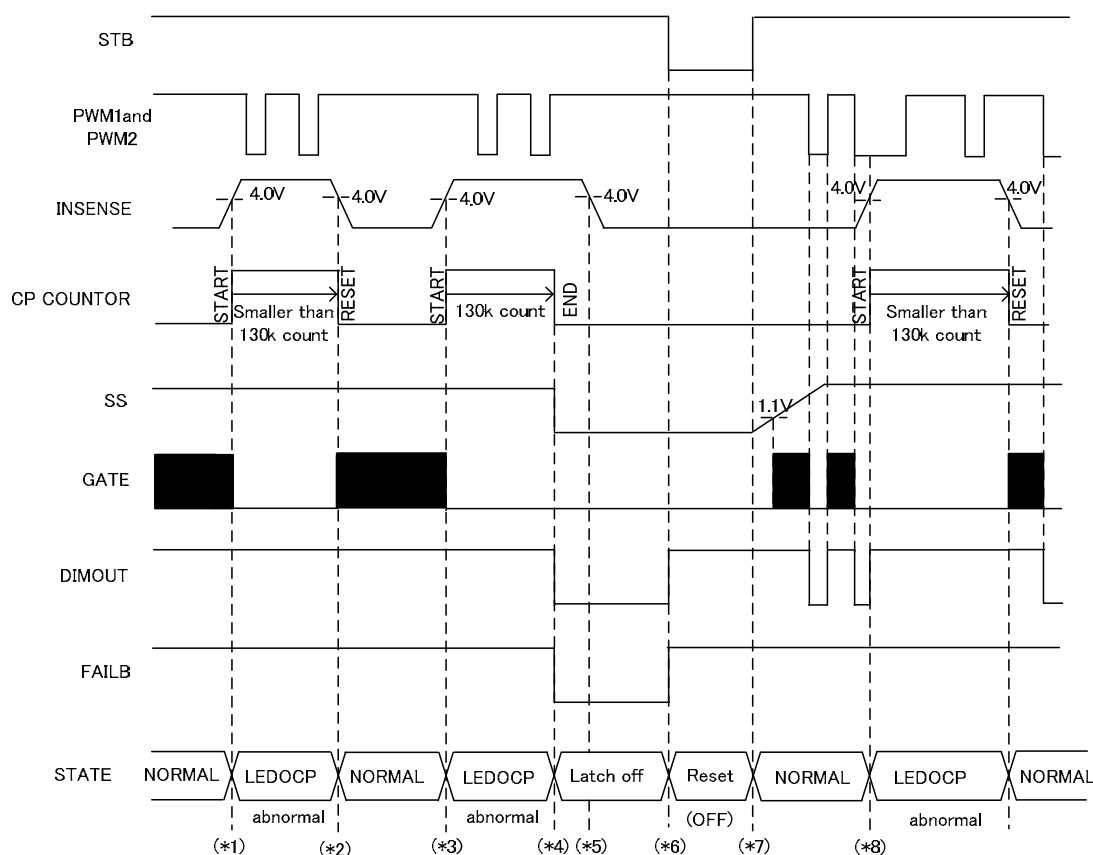 STB
PWM1and
PWM2
INSENSE
4.0V
4.0V
4.0V
4.0V
4.0V
4.0V
CP COUNTOR
START
Smaller than
130k count
RESET
START
130k count
END
START
Smaller than
130k count
RESET
SS
1.1V
GATE
DIMOUT
FAILB
STATE
NORMAL
LEDOCP
NORMAL
LEDOCP
Latch off
Reset
NORMAL
LEDOCP
NORMAL
abnormal
abnormal
(OFF)
abnormal
(*1)
(*2)
(*3)
(*4)
(*5)
(*6)
(*7)
(*8)